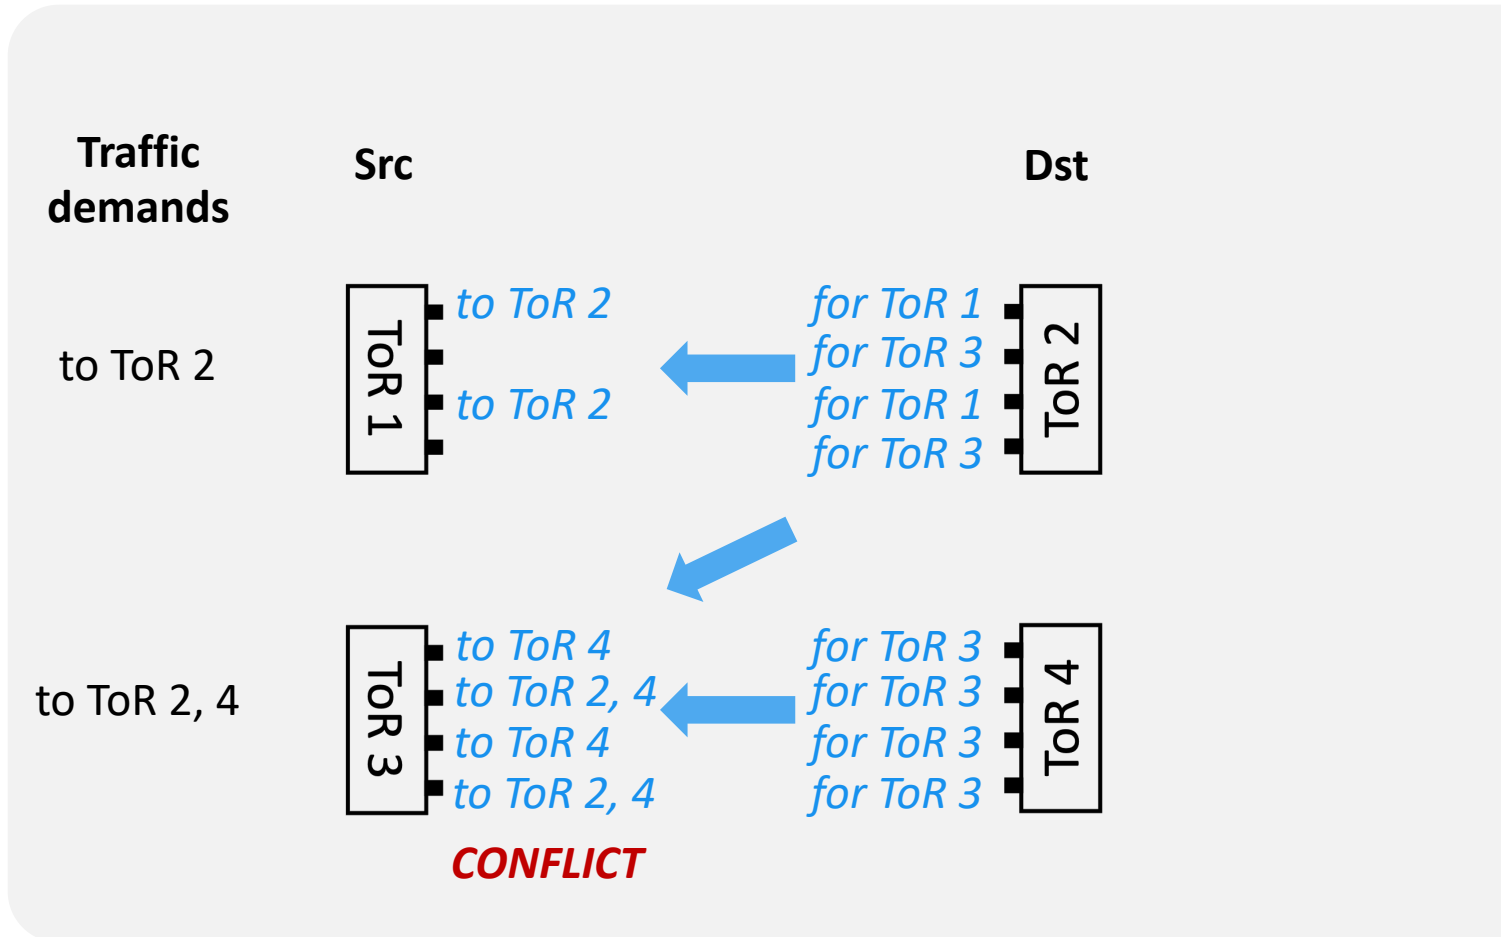 Traffic
demands
Src
Dst
to ToR 2
ToR 1
to ToR 2
to ToR 2
for ToR 1
for ToR 3
for ToR 1
for ToR 3
ToR 2
to ToR 2, 4
ToR 3
to ToR 4
to ToR 2, 4
to ToR 4
to ToR 2, 4
for ToR 3
for ToR 3
for ToR 3
for ToR 3
ToR 4
CONFLICT